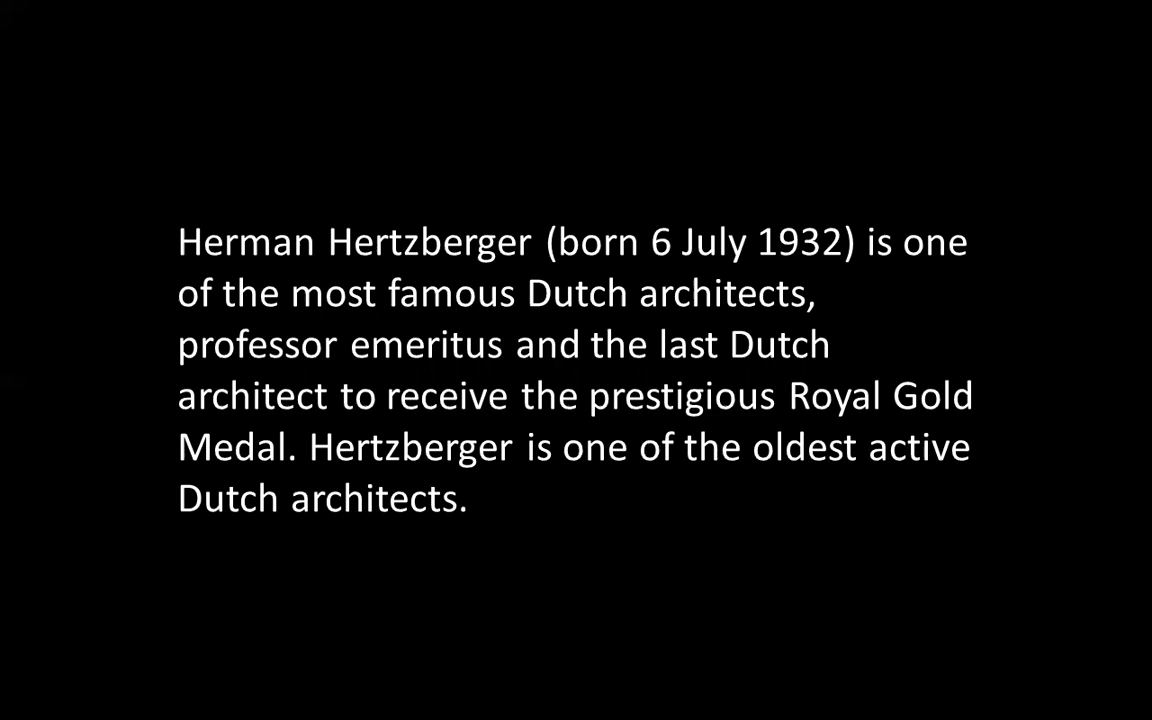 Herman Hertzberger (born 6 July 1932) is one
of the most famous Dutch architects,
professor emeritus and the last Dutch
architect to receive the prestigious Royal Gold
Medal. Hertzberger is one of the oldest active
Dutch architects.